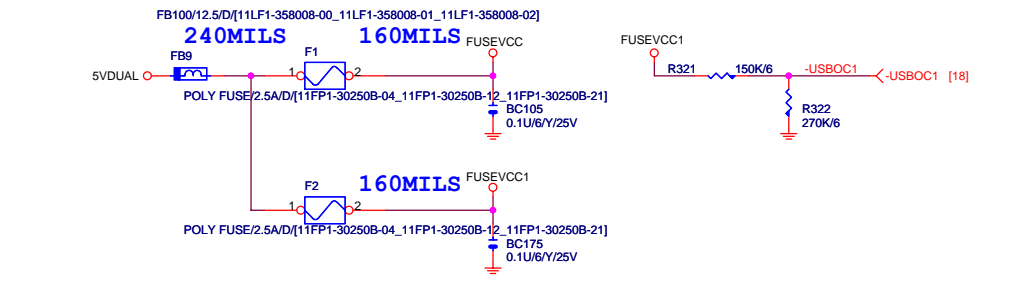 FB100/12.5/D/[11LF1-358008-00_11LF1-358008-01_11LF1-358008-02]
240MILS
160MILS
FUSEVCC
FB9
F1
5VDUAL
1
2
POLY FUSE/2.5A/D/[11FP1-30250B-04_11FP1-30250B-12_11FP1-30250B-21]
BC105
0.1U/6/Y/25V
FUSEVCC1
R321
150K/6
-USBOC1
-USBOC1 [18]
R322
270K/6
F2
160MILS
FUSEVCC1
1
2
POLY FUSE/2.5A/D/[11FP1-30250B-04_11FP1-30250B-12_11FP1-30250B-21]
BC175
0.1U/6/Y/25V